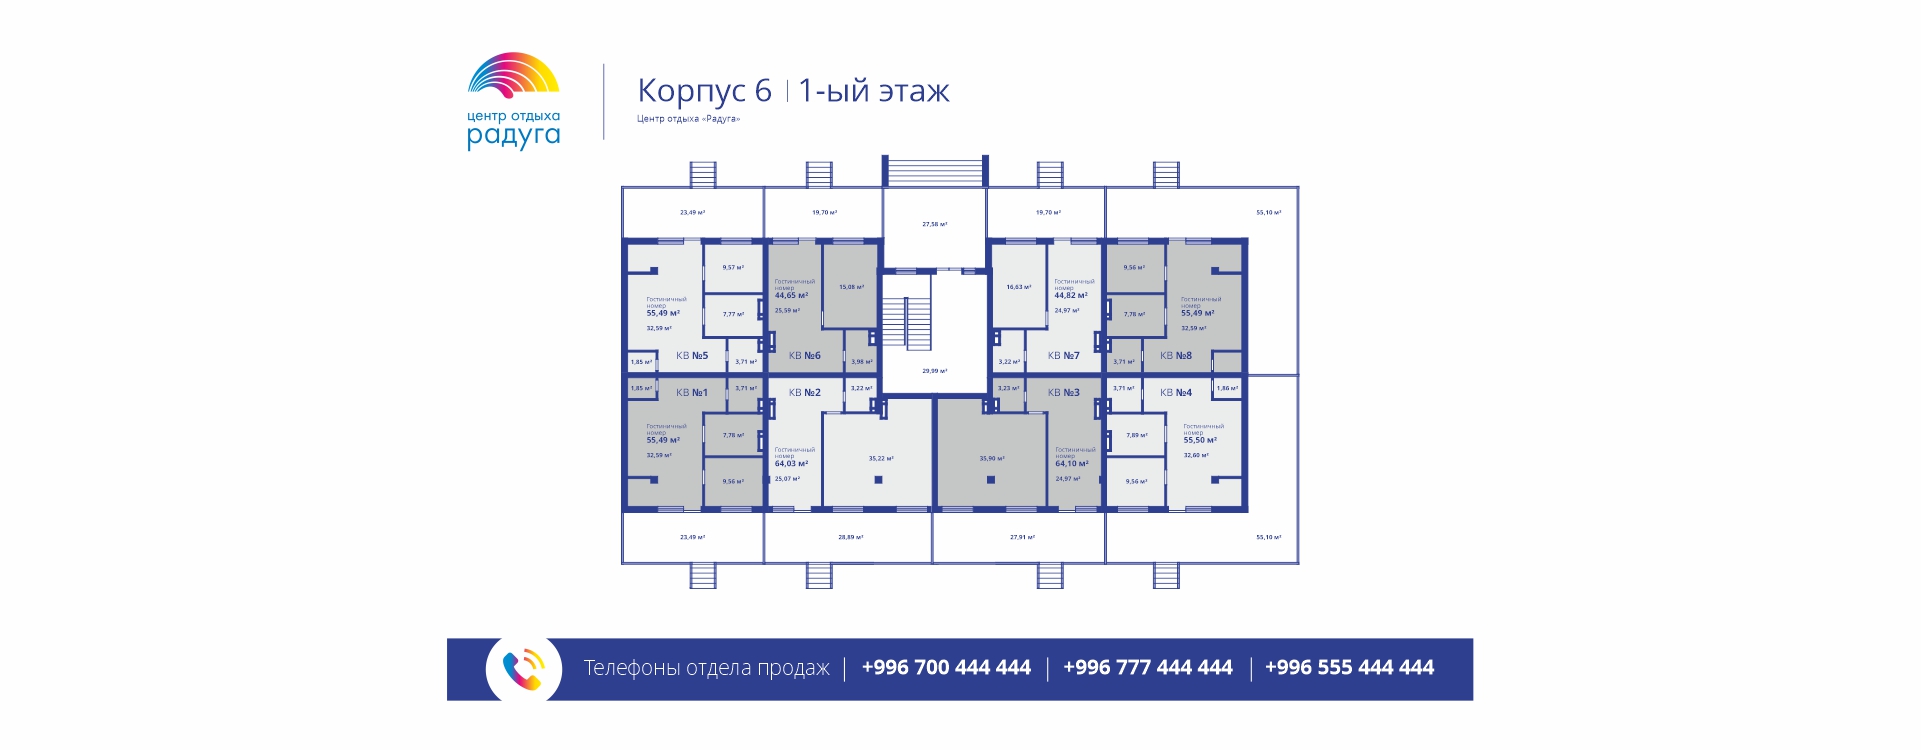 центр отдыха
радуга
Корпус 6 | 1-ый этаж
Центр отдыха «Радуга»
23,49 м²
19,70 м²
27,58 м²
19,70 м²
55,10 м²
9,57 м²
Гостиничный
номер
55,49 м²
32,59 м²
7,77 м²
1,85 м²
КВ №5
3,71 м²
Гостиничный
номер
44,65 м²
25,59 м²
15,08 м²
КВ №6
3,98 м²
29,99 м²
16,63 м²
Гостиничный
номер
44,82 м²
24,97 м²
3,22 м²
КВ №7
9,56 м²
7,78 м²
Гостиничный
номер
55,49 м²
32,59 м²
3,71 м²
КВ №8
1,85 м²
КВ №1
3,71 м²
Гостиничный
номер
55,49 м²
32,59 м²
7,78 м²
9,56 м²
КВ №2
3,22 м²
Гостиничный
номер
64,03 м²
25,07 м²
35,22 м²
3,23 м²
КВ №3
35,90 м²
Гостиничный
номер
64,10 м²
24,97 м²
3,71 м²
КВ №4
1,86 м²
7,89 м²
Гостиничный
номер
55,50 м²
32,60 м²
9,56 м²
23,49 м²
28,89 м²
27,91 м²
55,10 м²
Телефоны отдела продаж | +996 700 444 444 | +996 777 444 444 | +996 555 444 444